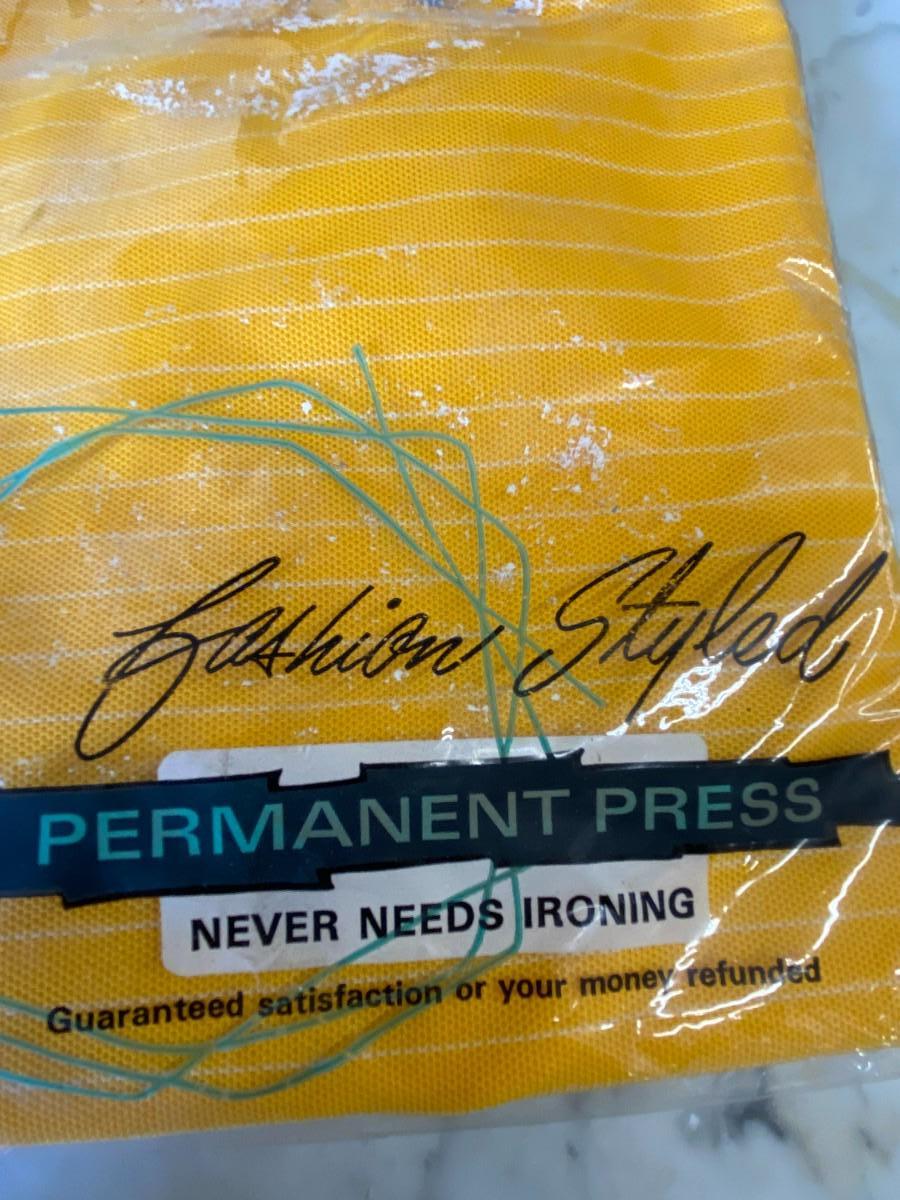 Fashion Styled
PERMANENT PRESS
NEVER NEEDS IRONING
Guaranteed satisfaction or your money refunded